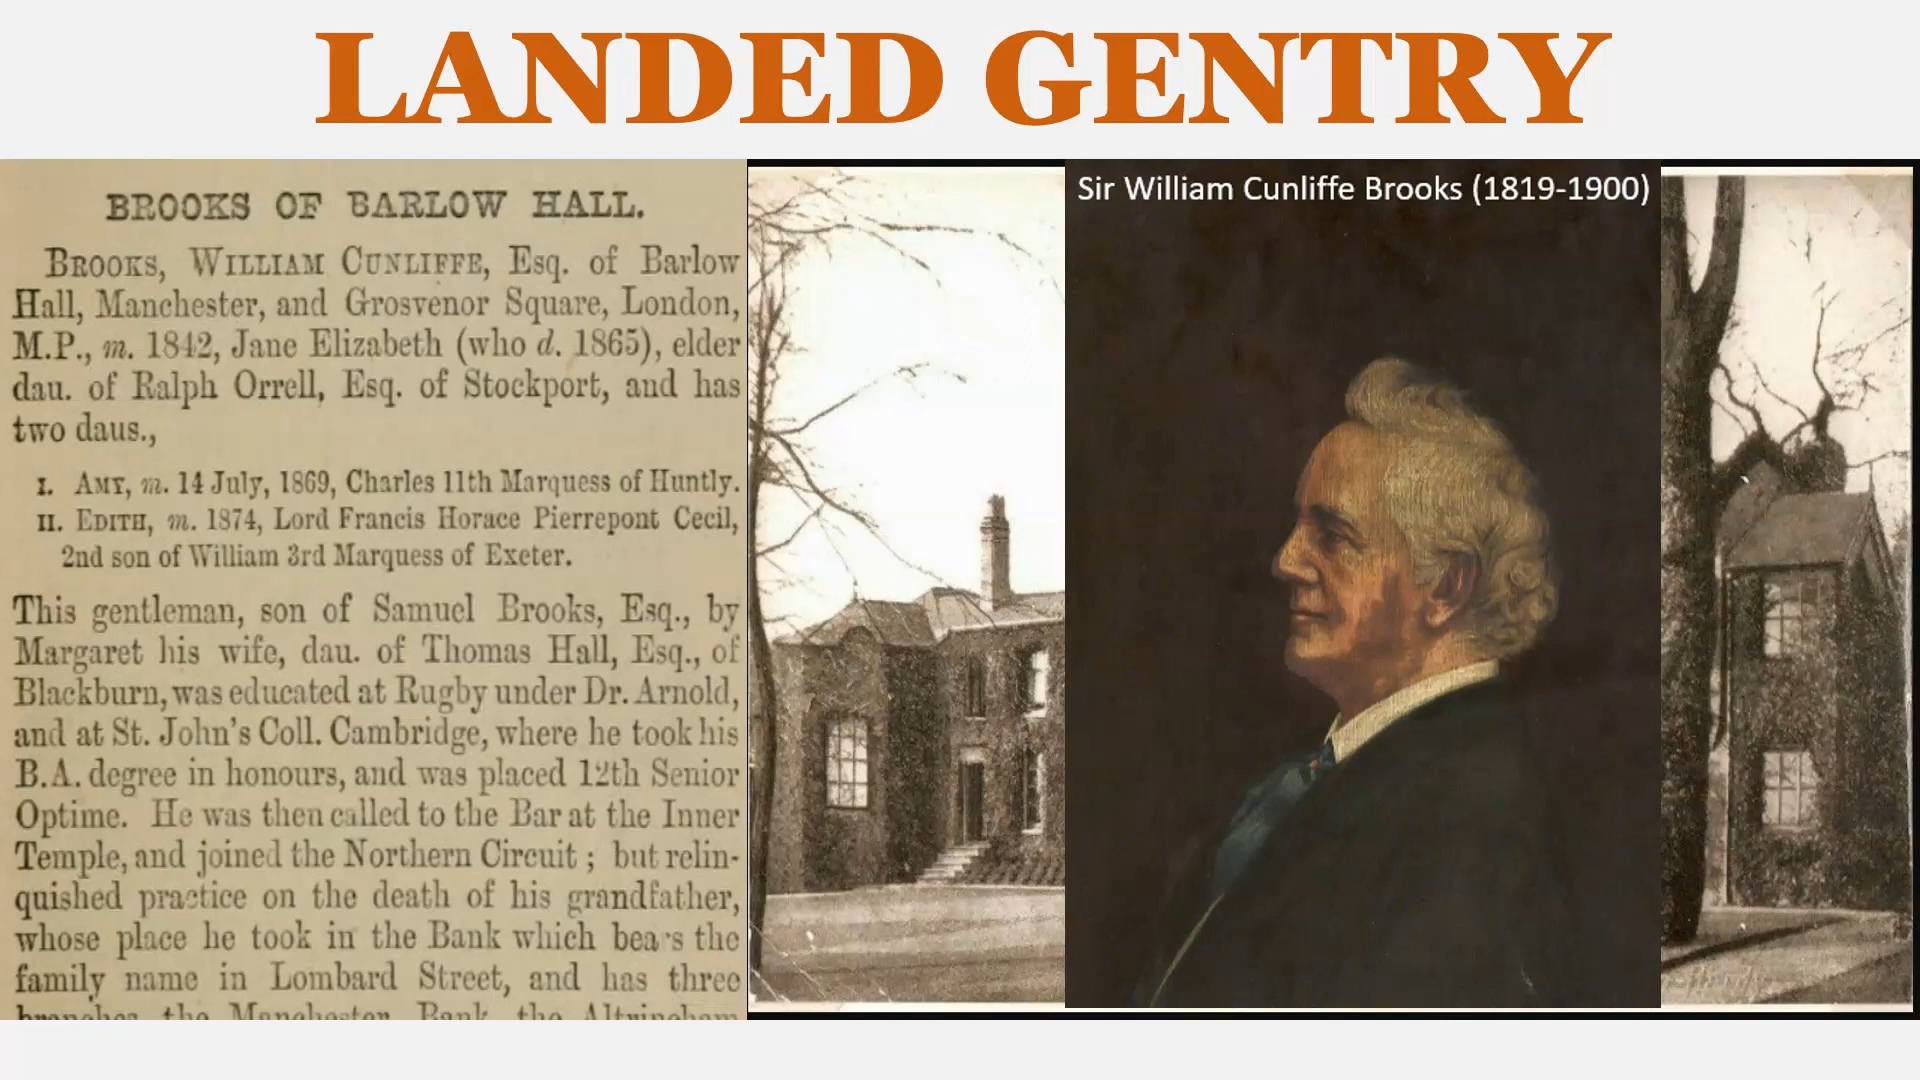 LANDED GENTRY
BROOKS OF BARLOW HALL.
BROOKS, WILLIAM CUNLIFFE, Esq. of Barlow
Hall, Manchester, and Grosvenor Square, London,
M.P., m. 1842, Jane Elizabeth (who d. 1865), elder
dau. of Ralph Orrell, Esq. of Stockport, and has
two daus.,
I. AMY, m. 14 July, 1869, Charles 11th Marquess of Huntly.
II. EDITH, m. 1874, Lord Francis Horace Pierrepont Cecil,
2nd son of William 3rd Marquess of Exeter.
This gentleman, son of Samuel Brooks, Esq., by
Margaret his wife, dau. of Thomas Hall, Esq., of
Blackburn, was educated at Rugby under Dr. Arnold,
and at St. John's Coll. Cambridge, where he took his
B.A. degree in honours, and was placed 12th Senior
Optime. He was then called to the Bar at the Inner
Temple, and joined the Northern Circuit; but relin-
quished practice on the death of his grandfather,
whose place he took in the Bank which bears the
family name in Lombard Street, and has three
branches, the Manchester Bank, the Altrincham
Sir William Cunliffe Brooks (1819-1900)